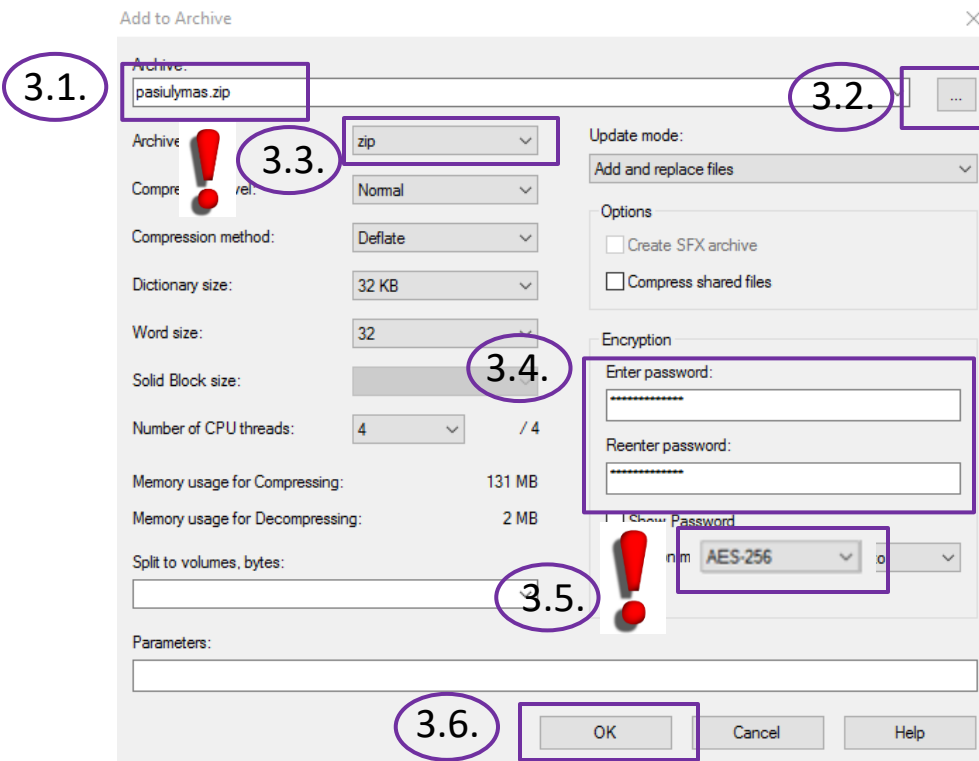 Add to Archive
Archive:
3.1.
pasiulymas.zip
3.2.
...
Archive
3.3.
zip
Update mode:
Add and replace files
Normal
Compression method:
Deflate
Options
Create SFX archive
Compress shared files
Dictionary size:
32 KB
Word size:
32
Encryption
3.4.
Enter password:
*************
Solid Block size:
Number of CPU threads:
4
/ 4
Reenter password:
*************
Memory usage for Compressing:
131 MB
Memory usage for Decompressing:
2 MB
Show Password
AES-256
Split to volumes, bytes:
3.5.
Parameters:
3.6.
OK
Cancel
Help